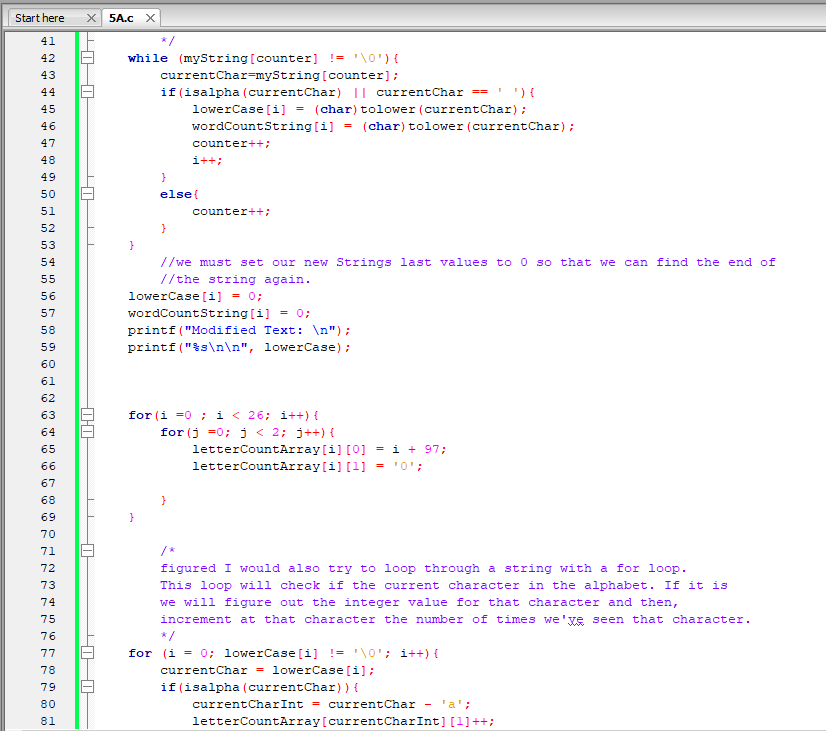 Start here 5A.c
41 */
42 while (myString[counter] != '\0'){
43 currentChar=myString[counter];
44 if(isalpha(currentChar) || currentChar == ' '){
45 lowerCase[i] = (char)tolower(currentChar);
46 wordCountString[i] = (char)tolower(currentChar);
47 counter++;
48 i++;
49 }
50 else{
51 counter++;
52 }
53 }
54 //we must set our new Strings last values to 0 so that we can find the end of
55 //the string again.
56 lowerCase[i] = 0;
57 wordCountString[i] = 0;
58 printf("Modified Text: \n");
59 printf("%s\n\n", lowerCase);
60
61
62
63 for(i =0 ; i < 26; i++){
64 for(j =0; j < 2; j++){
65 letterCountArray[i][0] = i + 97;
66 letterCountArray[i][1] = '0';
67
68 }
69 }
70
71 /*
72 figured I would also try to loop through a string with a for loop.
73 This loop will check if the current character in the alphabet. If it is
74 we will figure out the integer value for that character and then,
75 increment at that character the number of times we've seen that character.
76 */
77 for (i = 0; lowerCase[i] != '\0'; i++){
78 currentChar = lowerCase[i];
79 if(isalpha(currentChar)){
80 currentCharInt = currentChar - 'a';
81 letterCountArray[currentCharInt][1]++;